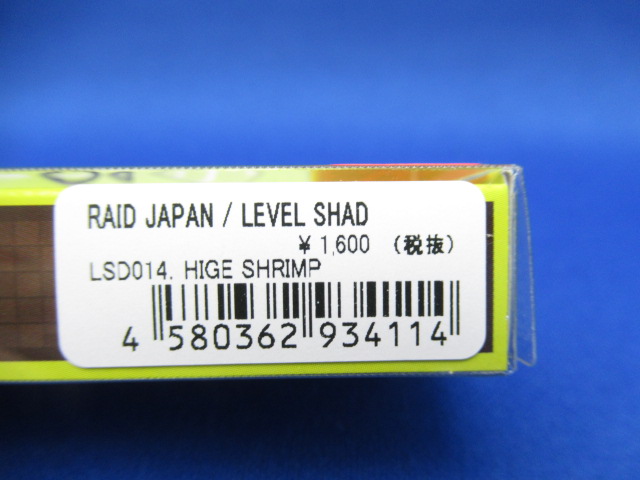 RAID JAPAN / LEVEL SHAD
¥ 1,600 (税抜)
LSD014. HIGE SHRIMP
4 580362 934114